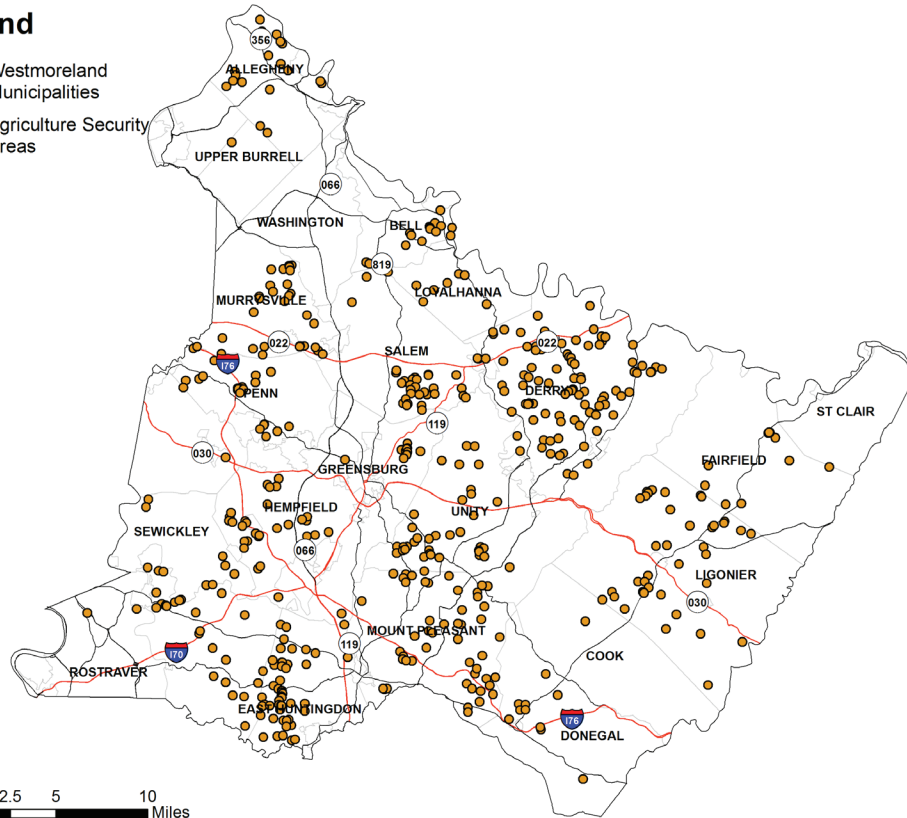 nd
Westmoreland
unicipalities
griculture Security
reas
356
ALLEGHENY
UPPER BURRELL
066
WASHINGTON
BELL
819
LOYALHANNA
MURRYSVILLE
022
022
SALEM
I76
PENN
DERRY
119
ST CLAIR
030
GREENSBURG
FAIRFIELD
HEMPFIELD
UNITY
SEWICKLEY
066
LIGONIER
030
MOUNT PLEASANT
119
I70
COOK
ROSTRAVER
EAST HUNTINGDON
I76
DONEGAL
2.5 5 10
Miles